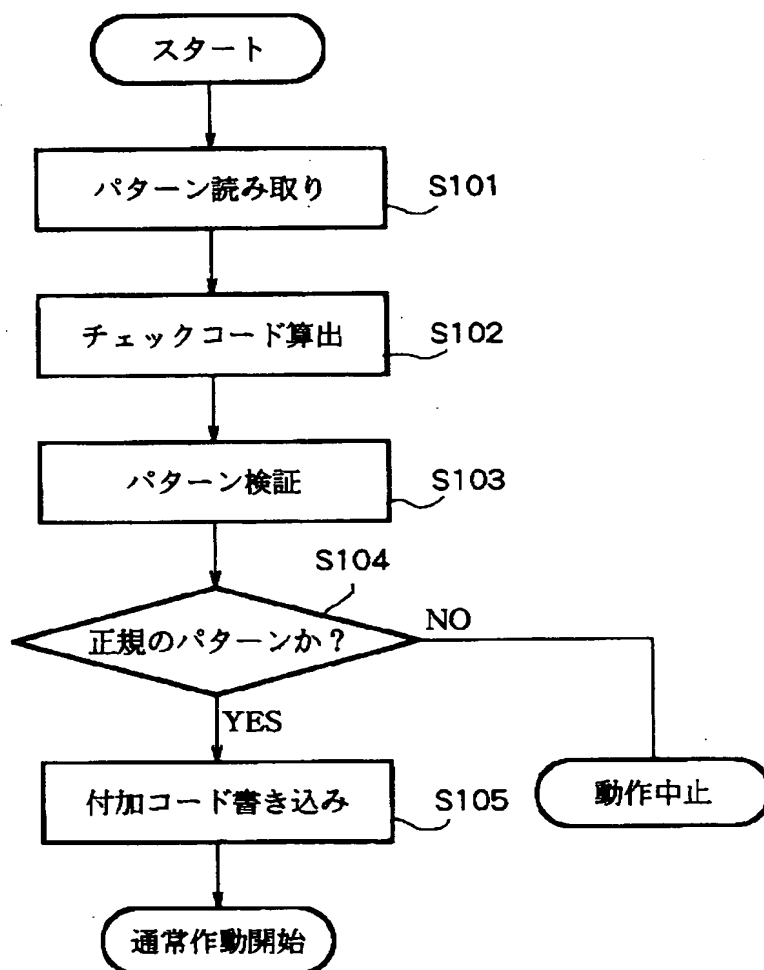 スタート
パターン読み取り
S101
チェックコード算出
S102
パターン検証
S103
S104
正規のパターンか?
NO
YES
付加コード書き込み
S105
動作中止
通常作動開始